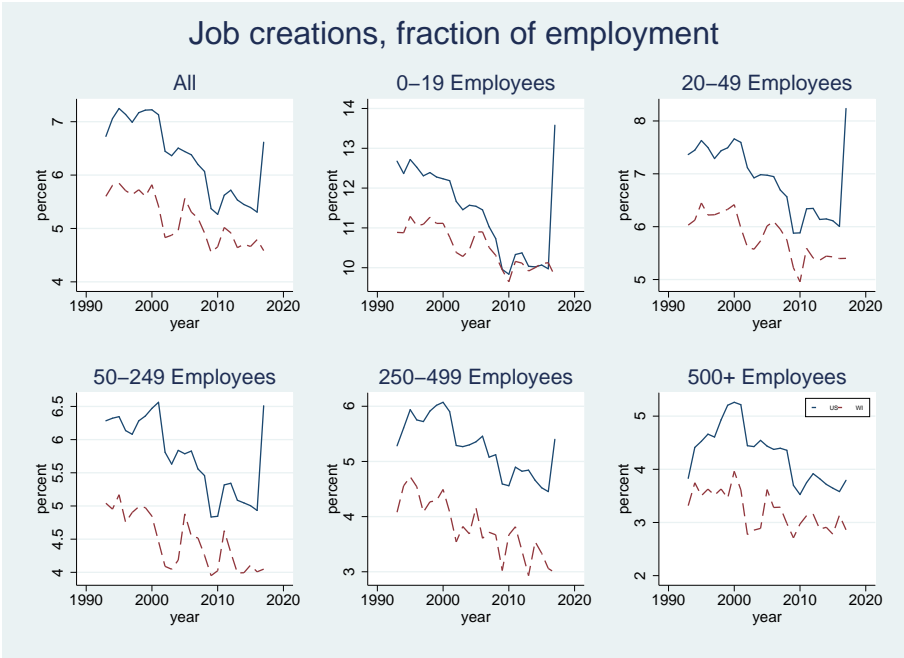 Job creations, fraction of employment
All
percent
7
6
5
4
1990 2000 2010 2020
year
0–19 Employees
percent
14
13
12
11
10
1990 2000 2010 2020
year
20–49 Employees
percent
8
7
6
5
1990 2000 2010 2020
year
50–249 Employees
percent
6.5
6
5.5
5
4.5
4
1990 2000 2010 2020
year
250–499 Employees
percent
6
5
4
3
1990 2000 2010 2020
year
500+ Employees
US WI
percent
5
4
3
2
1990 2000 2010 2020
year